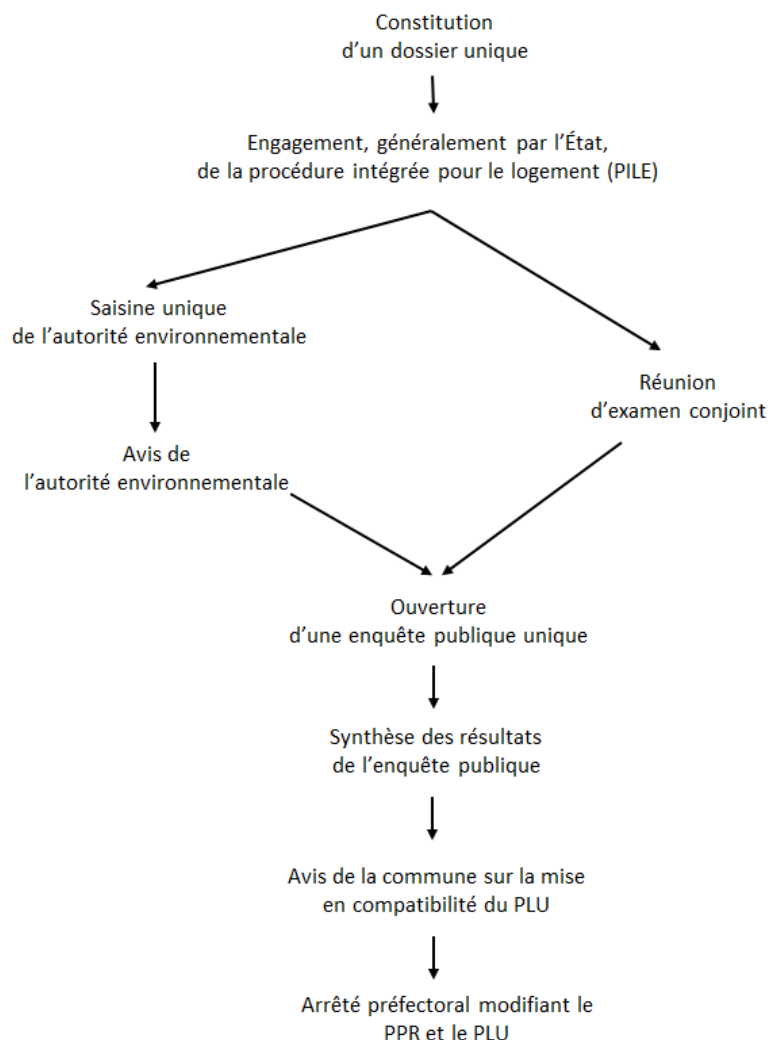 Constitution
d’un dossier unique
Engagement, généralement par l’État,
de la procédure intégrée pour le logement (PILE)
Saisine unique
de l’autorité environnementale
Réunion
d’examen conjoint
Avis de
l’autorité environnementale
Ouverture
d’une enquête publique unique
Synthèse des résultats
de l’enquête publique
Avis de la commune sur la mise
en compatibilité du PLU
Arrêté préfectoral modifiant le
PPR et le PLU